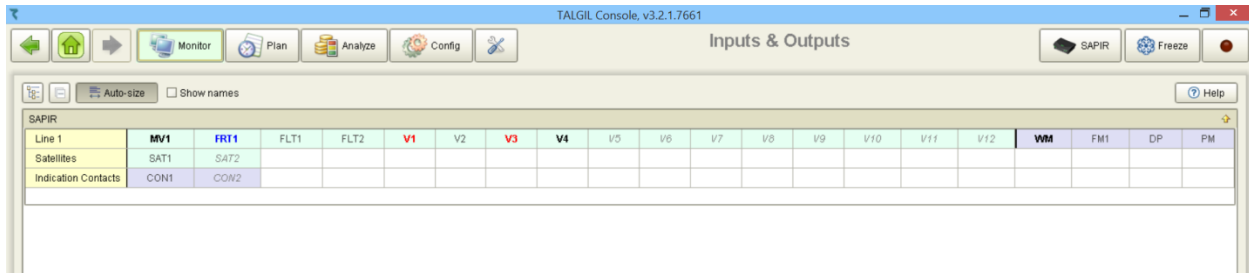 TALGIL Console, v3.2.1.7661
Monitor Plan Analyze Config Inputs & Outputs SAPIR Freeze
Auto-size Show names Help
SAPIR
Line 1 MV1 FRT1 FLT1 FLT2 V1 V2 V3 V4 V5 V6 V7 V8 V9 V10 V11 V12 WM FM1 DP PM
Satellites SAT1 SAT2
Indication Contacts CON1 CON2